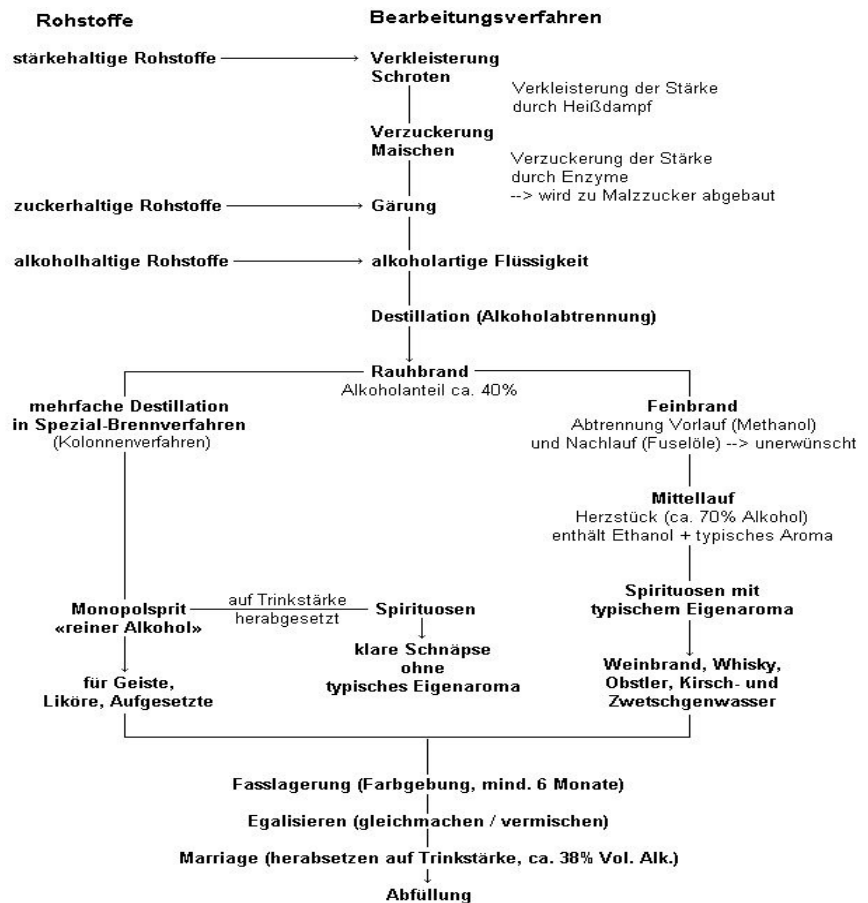 Rohstoffe
Bearbeitungsverfahren
stärkehaltige Rohstoffe
Verkleisterung
Schroten
Verkleisterung der Stärke
durch Heißdampf
Verzuckerung
Maischen
Verzuckerung der Stärke
durch Enzyme
--> wird zu Malzzucker abgebaut
zuckerhaltige Rohstoffe
Gärung
alkoholhaltige Rohstoffe
alkoholartige Flüssigkeit
Destillation (Alkoholabtrennung)
Rauhbrand
Alkoholanteil ca. 40%
mehrfache Destillation
in Spezial-Brennverfahren
(Kolonnenverfahren)
Feinbrand
Abtrennung Vorlauf (Methanol)
und Nachlauf (Fuselöle) --> unerwünscht
Mittellauf
Herzstück (ca. 70% Alkohol)
enthält Ethanol + typisches Aroma
Monopolsprit
«reiner Alkohol»
auf Trinkstärke
herabgesetzt
Spirituosen
Spirituosen mit
typischem Eigenaroma
klare Schnäpse
ohne
typisches Eigenaroma
für Geiste,
Liköre, Aufgesetzte
Weinbrand, Whisky,
Obstler, Kirsch- und
Zwetschgenwasser
Fasslagerung (Farbgebung, mind. 6 Monate)
Egalisieren (gleichmachen / vermischen)
Marriage (herabsetzen auf Trinkstärke, ca. 38% Vol. Alk.)
Abfüllung